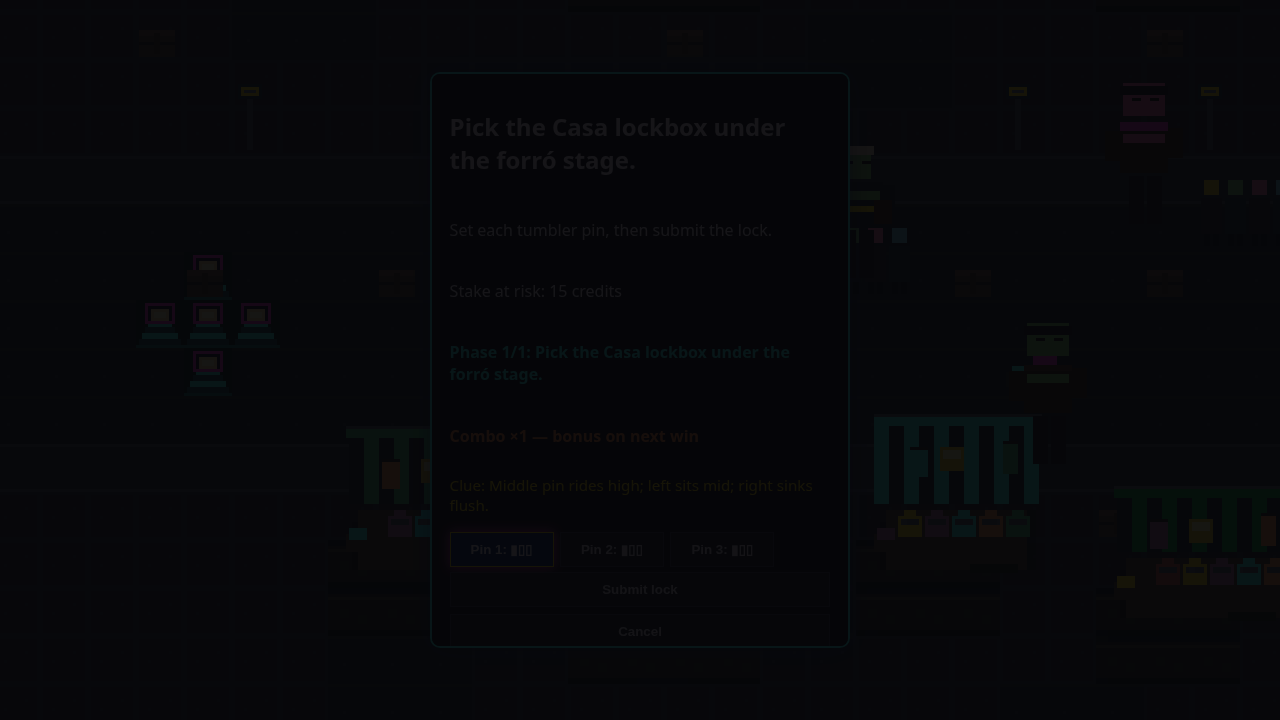 Pick the Casa lockbox under
the forró stage.
Set each tumbler pin, then submit the lock.
Stake at risk: 15 credits
Phase 1/1: Pick the Casa lockbox under the
forró stage.
Combo ×1 — bonus on next win
Clue: Middle pin rides high; left sits mid; right sinks
flush.
Pin 1: ▮▯▯ Pin 2: ▮▯▯ Pin 3: ▮▯▯
Submit lock
Cancel